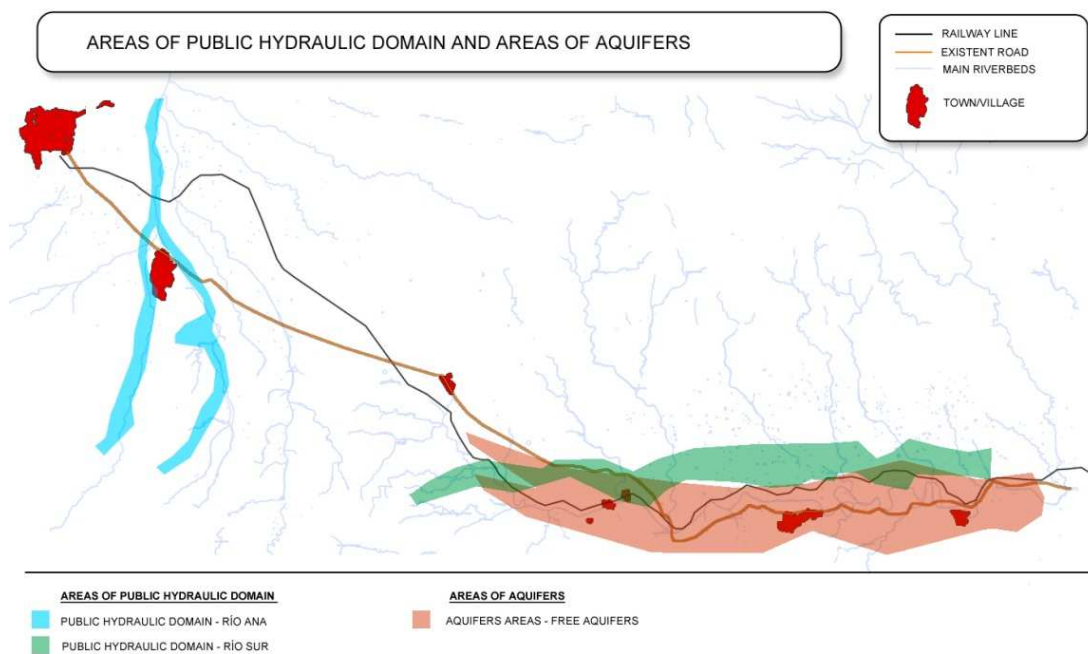 AREAS OF PUBLIC HYDRAULIC DOMAIN AND AREAS OF AQUIFERS
RAILWAY LINE
EXISTENT ROAD
MAIN RIVERBEDS
TOWN/VILLAGE
AREAS OF PUBLIC HYDRAULIC DOMAIN
PUBLIC HYDRAULIC DOMAIN - RÍO ANA
PUBLIC HYDRAULIC DOMAIN - RÍO SUR
AREAS OF AQUIFERS
AQUIFERS AREAS - FREE AQUIFERS